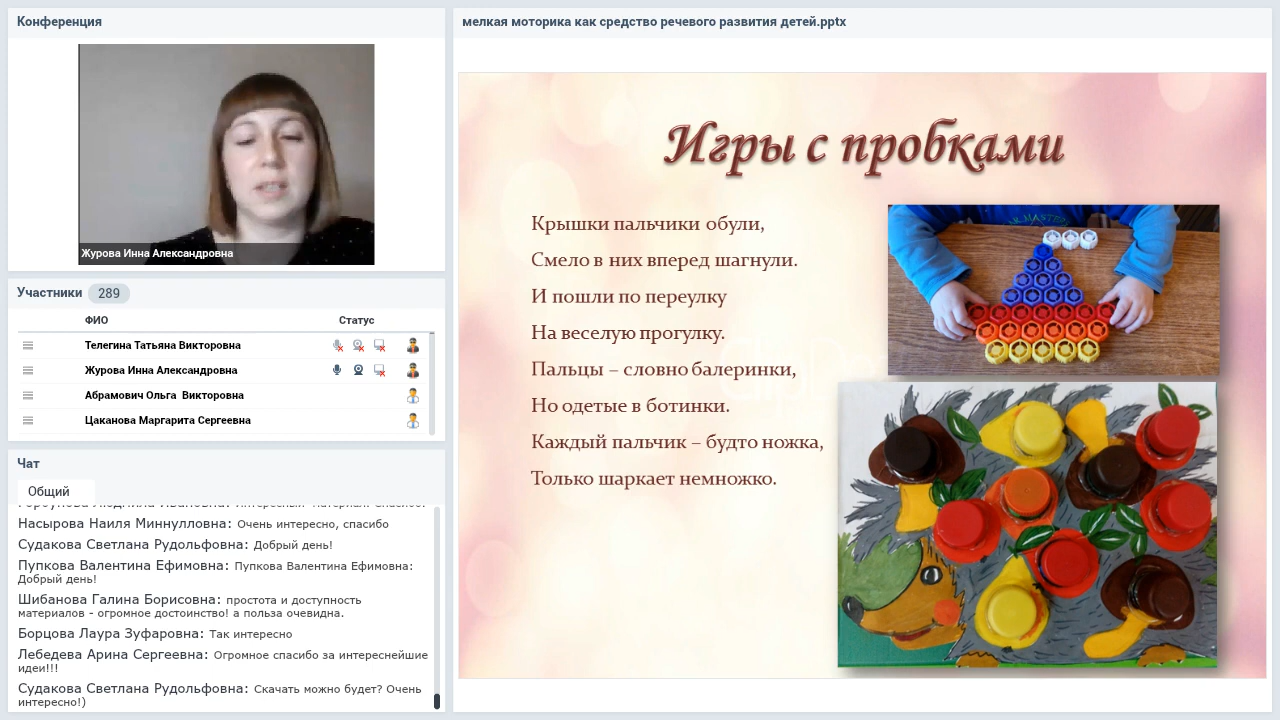 Конференция
Журова Инна Александровна
Участники 289
ФИО Статус
Телегина Татьяна Викторовна
Журова Инна Александровна
Абрамович Ольга Викторовна
Цаканова Маргарита Сергеевна
Чат
Общий
Насырова Наиля Миннулловна: Очень интересно, спасибо
Судакова Светлана Рудольфовна: Добрый день!
Пупкова Валентина Ефимовна: Пупкова Валентина Ефимовна:
Добрый день!
Шибанова Галина Борисовна: простота и доступность
материалов - огромное достоинство! а польза очевидна.
Борцова Лаура Зуфаровна: Так интересно
Лебедева Арина Сергеевна: Огромное спасибо за интереснейшие
идеи!!!
Судакова Светлана Рудольфовна: Скачать можно будет? Очень
интересно!)
мелкая моторика как средство речевого развития детей.pptx
Игры с пробками
Крышки пальчики обули,
Смело в них вперед шагнули.
И пошли по переулку
На веселую прогулку.
Пальцы – словно балеринки,
Но одетые в ботинки.
Каждый пальчик – будто ножка,
Только шаркает немножко.